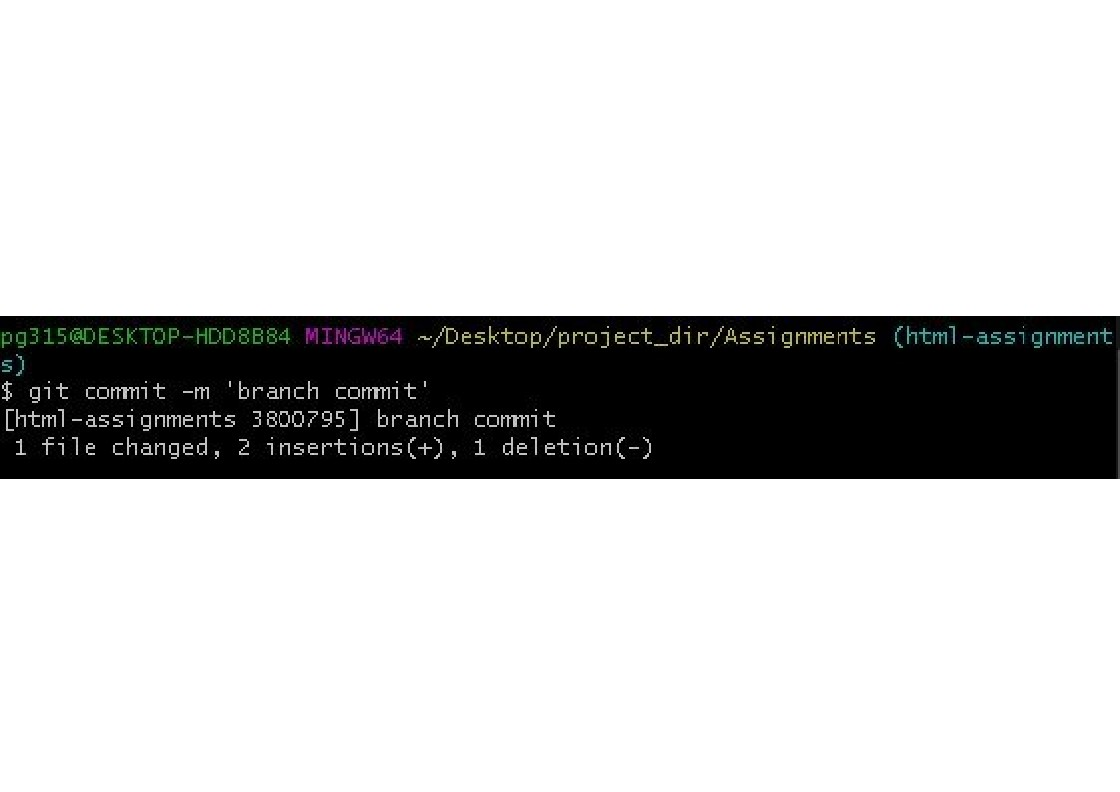 pg315@DESKTOP-HDD8B84 MINGW64 ~/Desktop/project_dir/Assignments (html-assignment
s)
$ git commit -m 'branch commit'
[html-assignments 3800795] branch commit
 1 file changed, 2 insertions(+), 1 deletion(-)